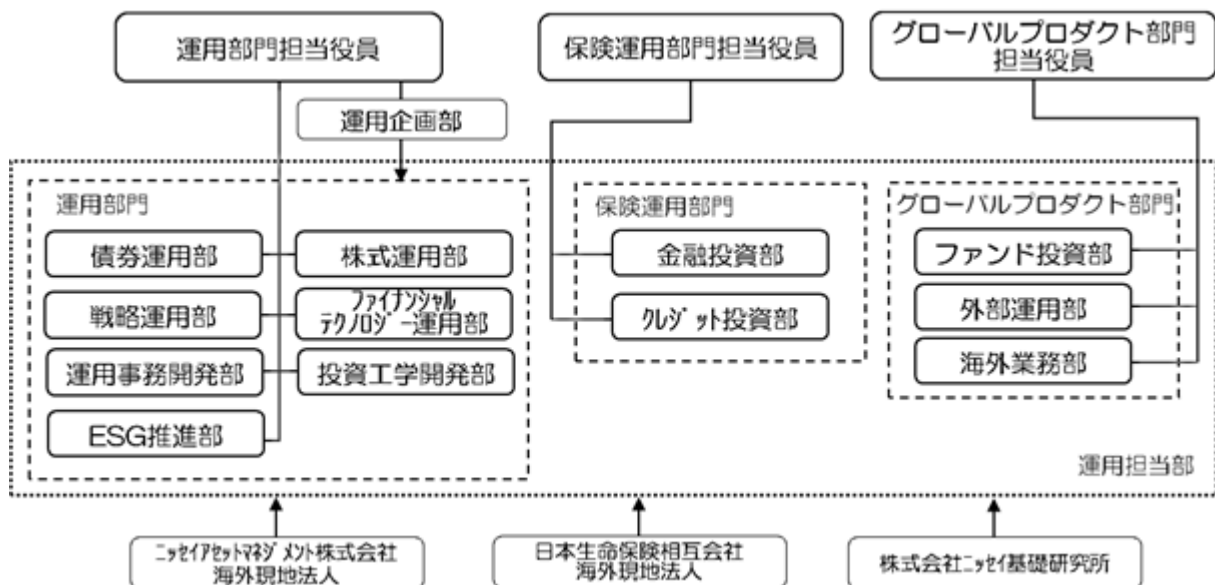 運用部門担当役員
保険運用部門担当役員
グローバルプロダクト部門
担当役員
運用企画部
運用部門
債券運用部
株式運用部
戦略運用部
ファイナンシャル
テクノロジー運用部
運用事務開発部
投資工学開発部
ESG推進部
保険運用部門
金融投資部
クレジット投資部
グローバルプロダクト部門
ファンド投資部
外部運用部
海外業務部
運用担当部
ニッセイアセットマネジメント株式会社
海外現地法人
日本生命保険相互会社
海外現地法人
株式会社ニッセイ基礎研究所